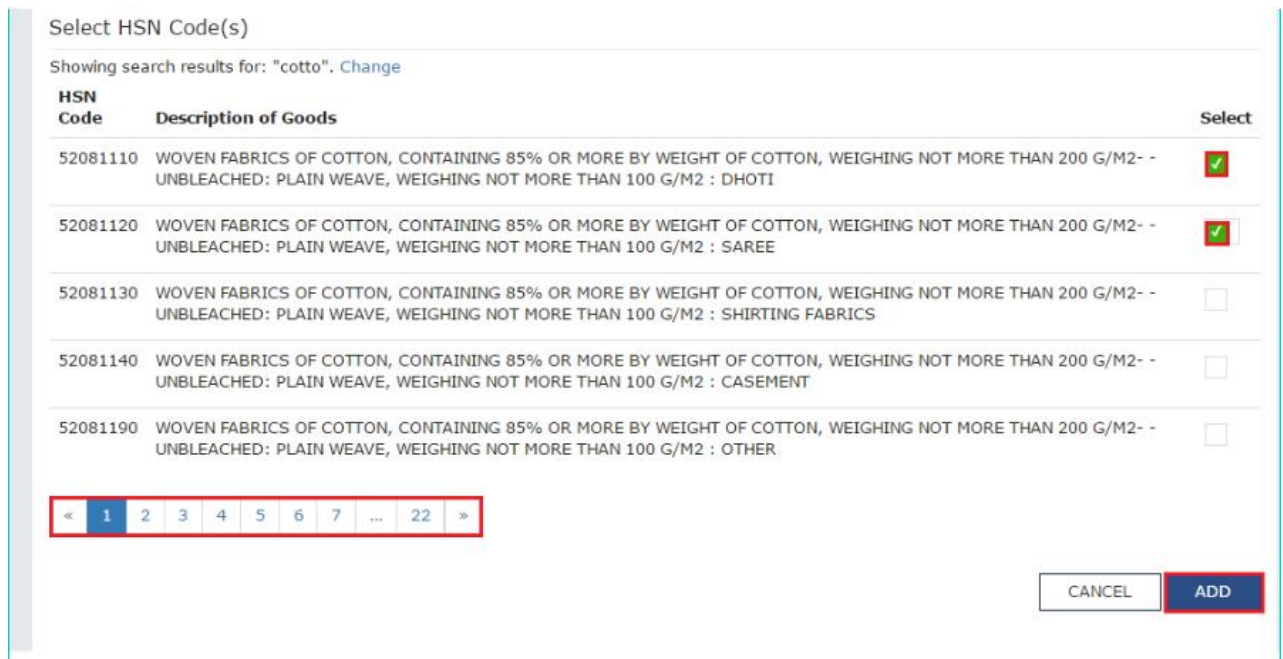 Select HSN Code(s)
Showing search results for: "cotto". Change
HSN
Code Description of Goods Select
52081110 WOVEN FABRICS OF COTTON, CONTAINING 85% OR MORE BY WEIGHT OF COTTON, WEIGHING NOT MORE THAN 200 G/M2- -
UNBLEACHED: PLAIN WEAVE, WEIGHING NOT MORE THAN 100 G/M2 : DHOTI
52081120 WOVEN FABRICS OF COTTON, CONTAINING 85% OR MORE BY WEIGHT OF COTTON, WEIGHING NOT MORE THAN 200 G/M2- -
UNBLEACHED: PLAIN WEAVE, WEIGHING NOT MORE THAN 100 G/M2 : SAREE
52081130 WOVEN FABRICS OF COTTON, CONTAINING 85% OR MORE BY WEIGHT OF COTTON, WEIGHING NOT MORE THAN 200 G/M2- -
UNBLEACHED: PLAIN WEAVE, WEIGHING NOT MORE THAN 100 G/M2 : SHIRTING FABRICS
52081140 WOVEN FABRICS OF COTTON, CONTAINING 85% OR MORE BY WEIGHT OF COTTON, WEIGHING NOT MORE THAN 200 G/M2- -
UNBLEACHED: PLAIN WEAVE, WEIGHING NOT MORE THAN 100 G/M2 : CASEMENT
52081190 WOVEN FABRICS OF COTTON, CONTAINING 85% OR MORE BY WEIGHT OF COTTON, WEIGHING NOT MORE THAN 200 G/M2- -
UNBLEACHED: PLAIN WEAVE, WEIGHING NOT MORE THAN 100 G/M2 : OTHER
« 1 2 3 4 5 6 7 ... 22 »
CANCEL ADD